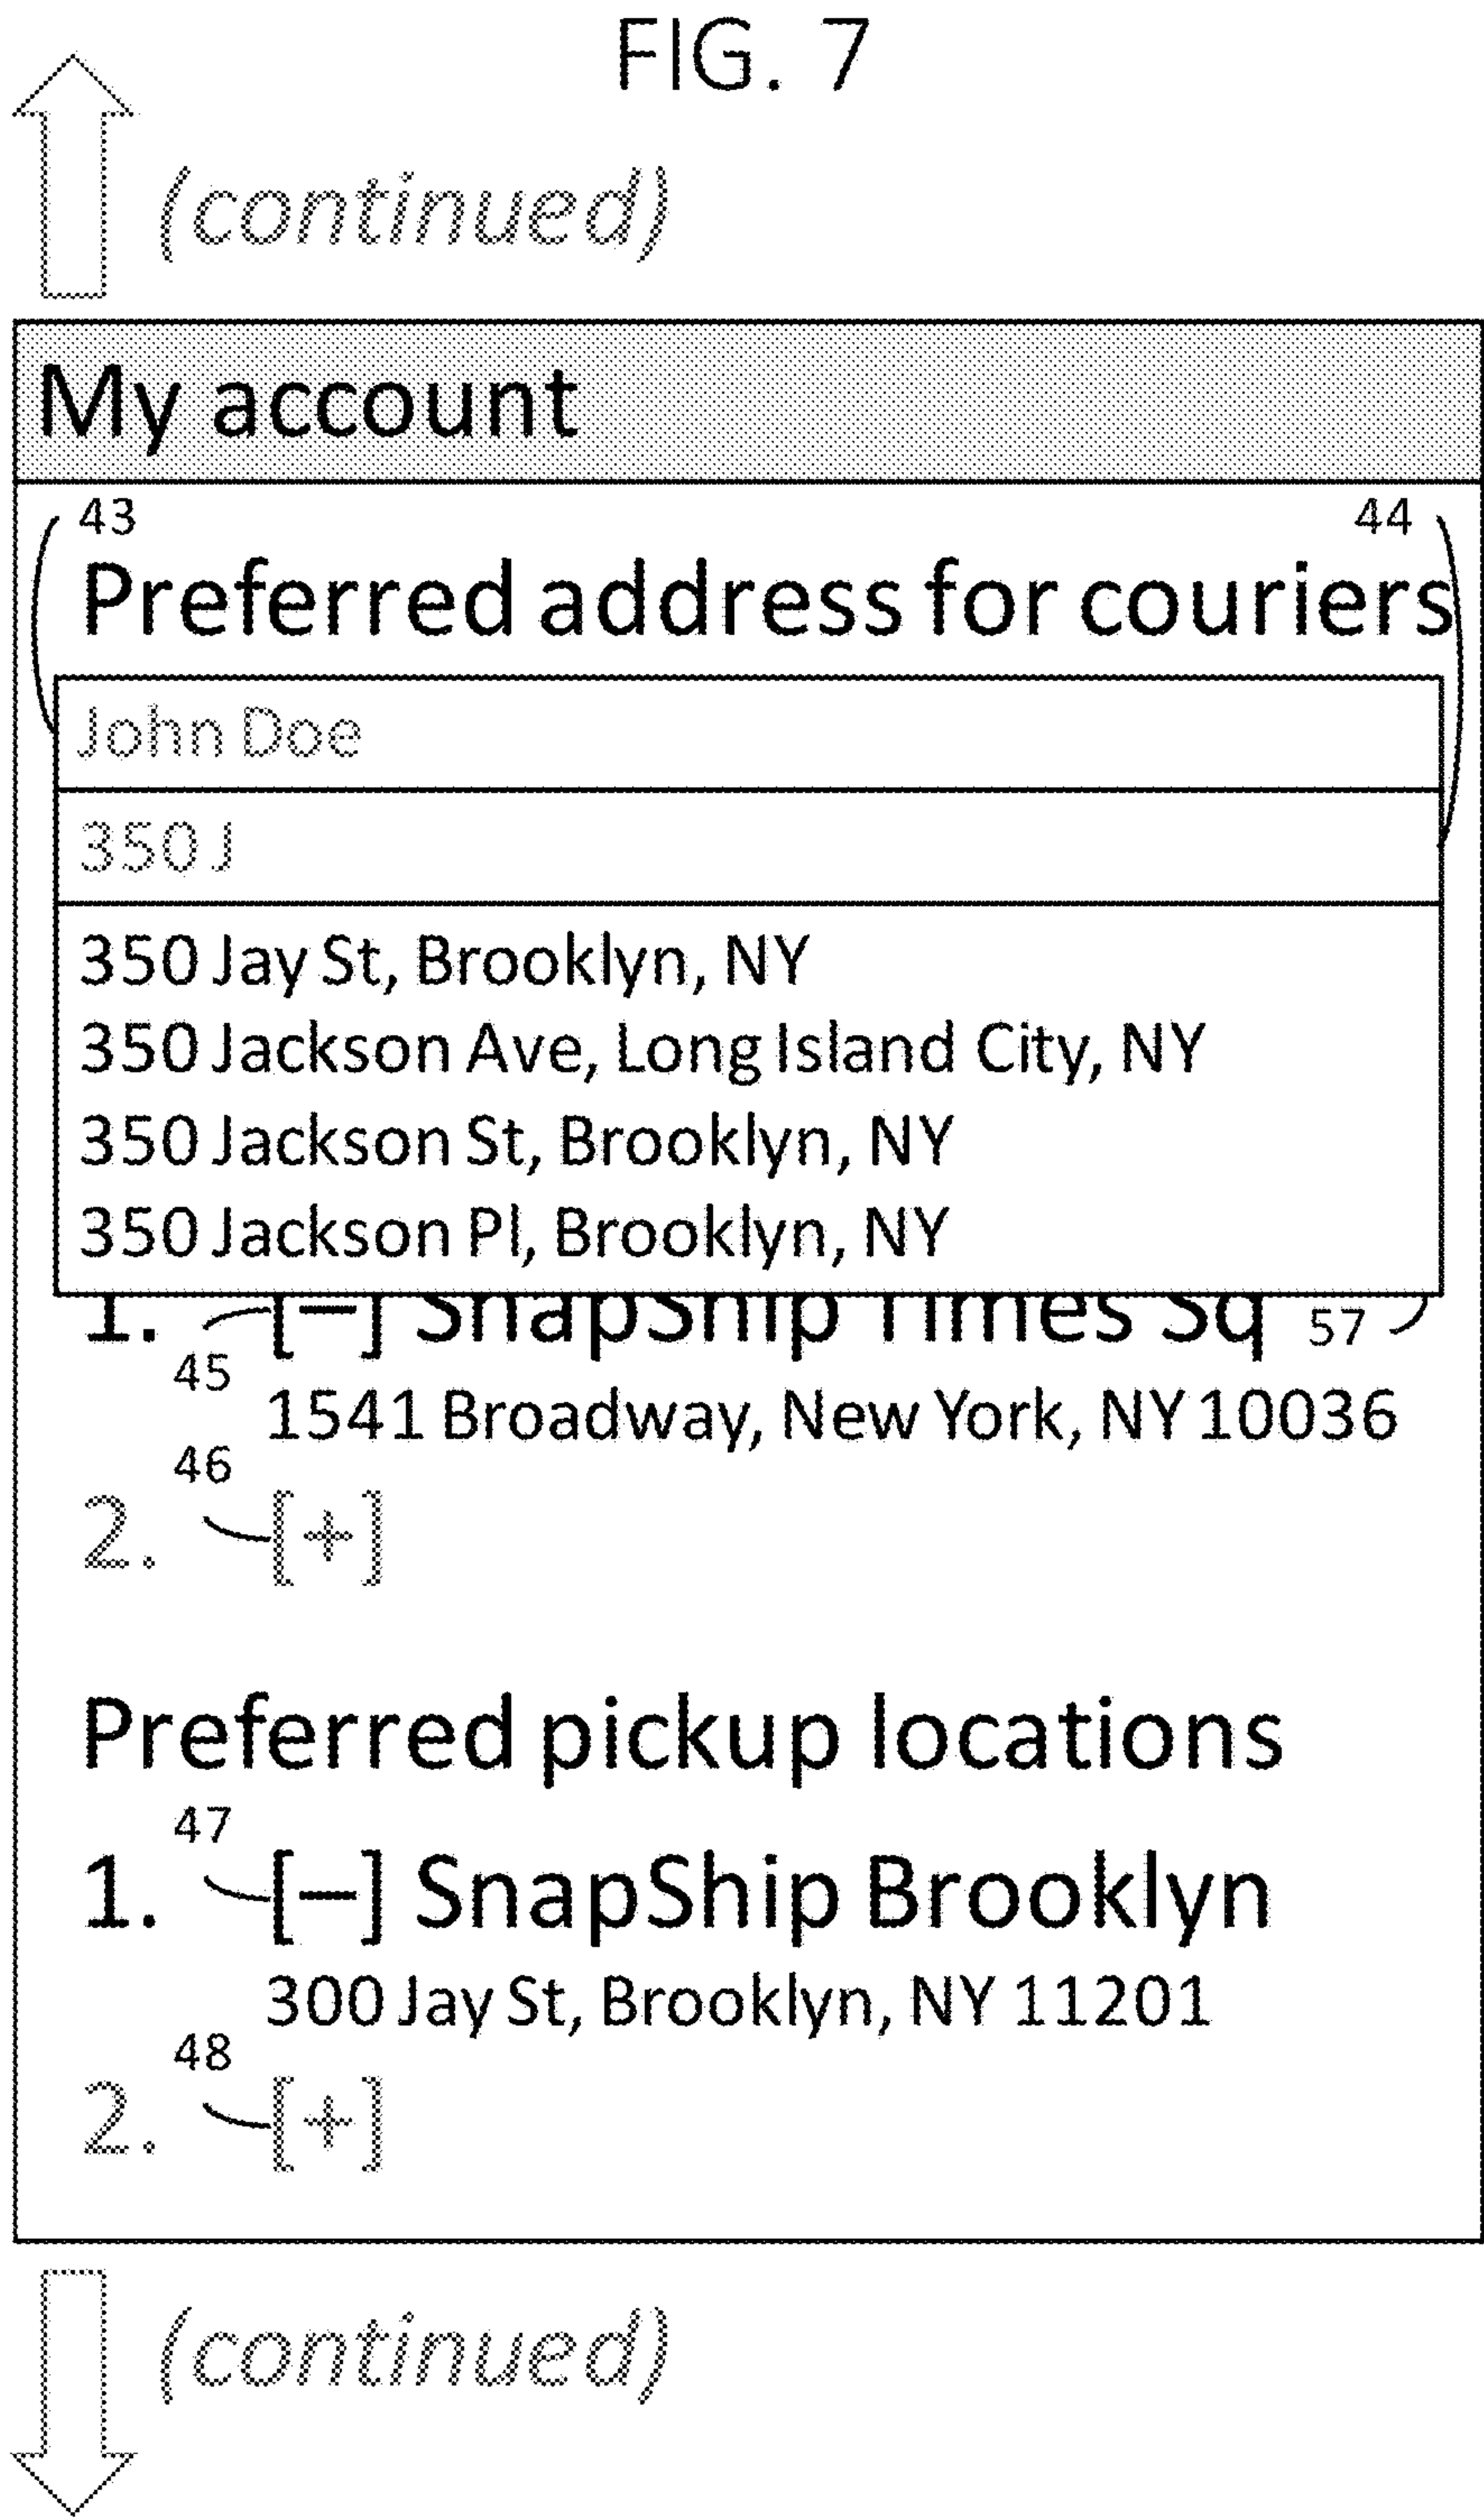 FIG. 7
(continued)
My account
43 44
Preferred address for couriers
John Doe
350 J
350 Jay St, Brooklyn, NY
350 Jackson Ave, Long Island City, NY
350 Jackson St, Brooklyn, NY
350 Jackson Pl, Brooklyn, NY
1. [–] SnapShip Times Sq 57
45
1541 Broadway, New York, NY 10036
46
2. [+]
Preferred pickup locations
47
1. [–] SnapShip Brooklyn
300 Jay St, Brooklyn, NY 11201
48
2. [+]
(continued)